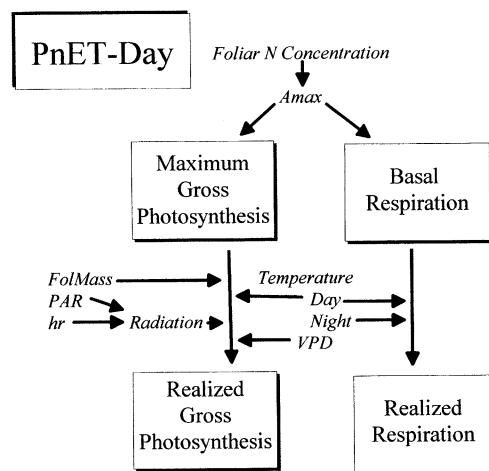 PnET-Day
Foliar N Concentration
Amax
Maximum
Gross
Photosynthesis
Basal
Respiration
FolMass
PAR
hr
Radiation
Temperature
Day
Night
VPD
Realized
Gross
Photosynthesis
Realized
Respiration